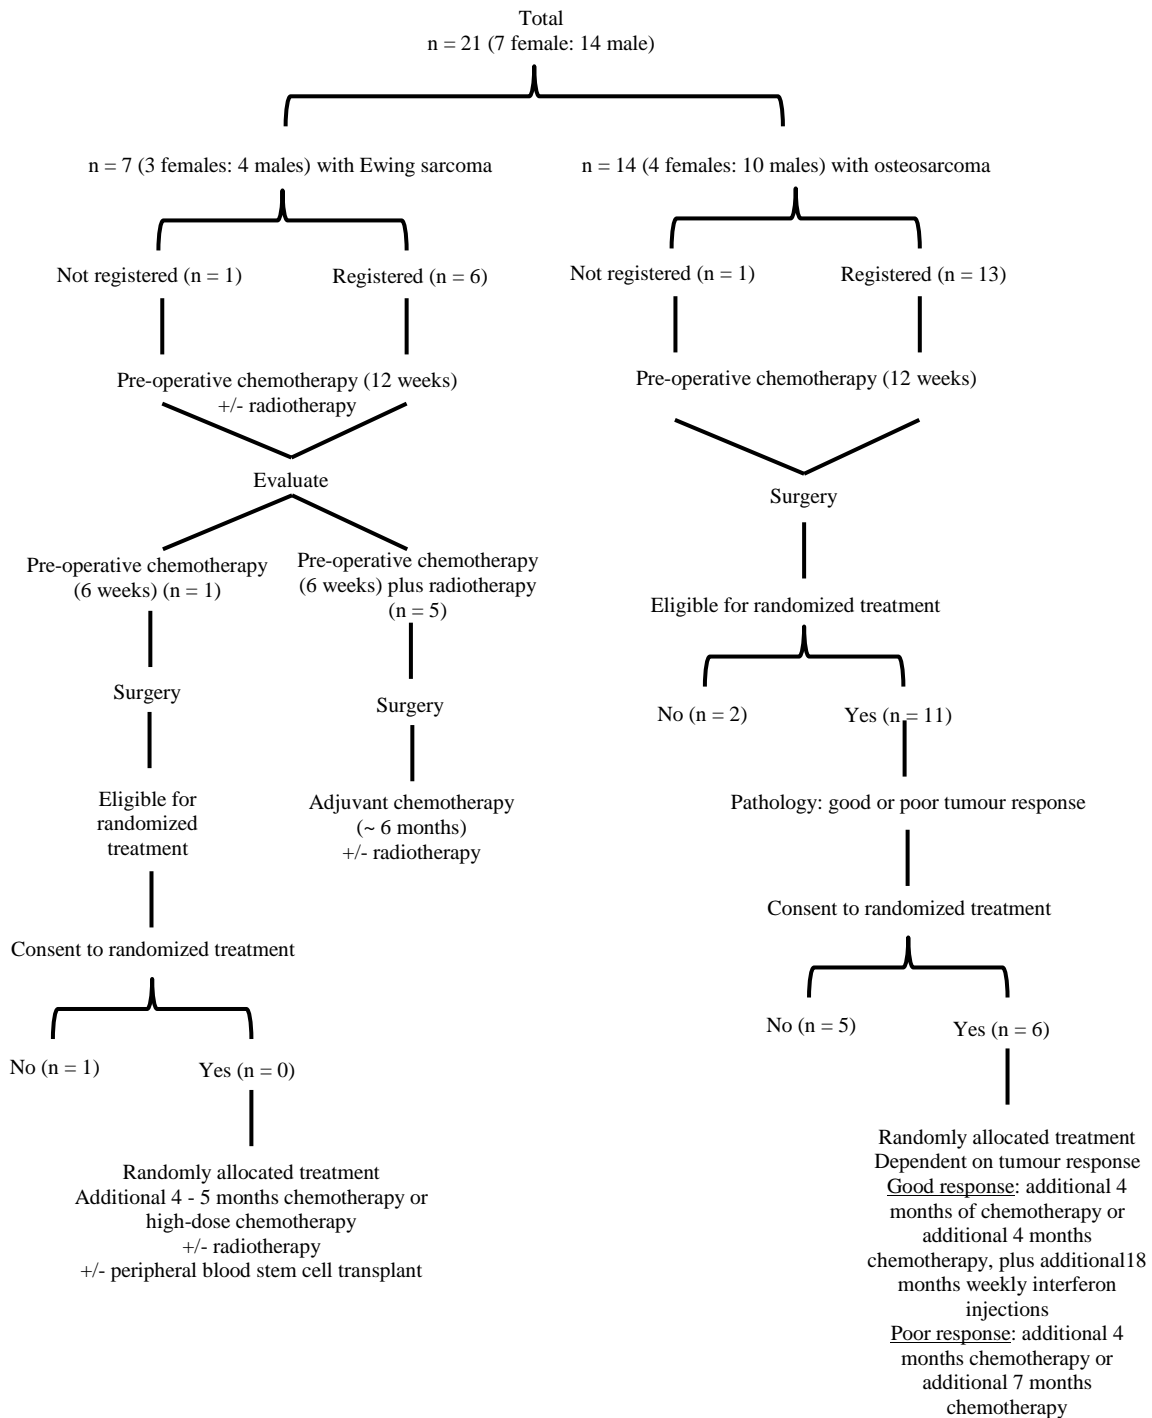 Total
n = 21 (7 female: 14 male)
n = 7 (3 females: 4 males) with Ewing sarcoma
n = 14 (4 females: 10 males) with osteosarcoma
Not registered (n = 1)
Registered (n = 6)
Not registered (n = 1)
Registered (n = 13)
Pre-operative chemotherapy (12 weeks)
+/- radiotherapy
Pre-operative chemotherapy (12 weeks)
Evaluate
Surgery
Pre-operative chemotherapy
(6 weeks) (n = 1)
Pre-operative chemotherapy
(6 weeks) plus radiotherapy
(n = 5)
Eligible for randomized treatment
Surgery
Surgery
No (n = 2)
Yes (n = 11)
Eligible for
randomized
treatment
Adjuvant chemotherapy
(~ 6 months)
+/- radiotherapy
Pathology: good or poor tumour response
Consent to randomized treatment
Consent to randomized treatment
No (n = 1)
Yes (n = 0)
No (n = 5)
Yes (n = 6)
Randomly allocated treatment
Additional 4 - 5 months chemotherapy or
high-dose chemotherapy
+/- radiotherapy
+/- peripheral blood stem cell transplant
Randomly allocated treatment
Dependent on tumour response
Good response: additional 4
months of chemotherapy or
additional 4 months
chemotherapy, plus additional18
months weekly interferon
injections
Poor response: additional 4
months chemotherapy or
additional 7 months
chemotherapy